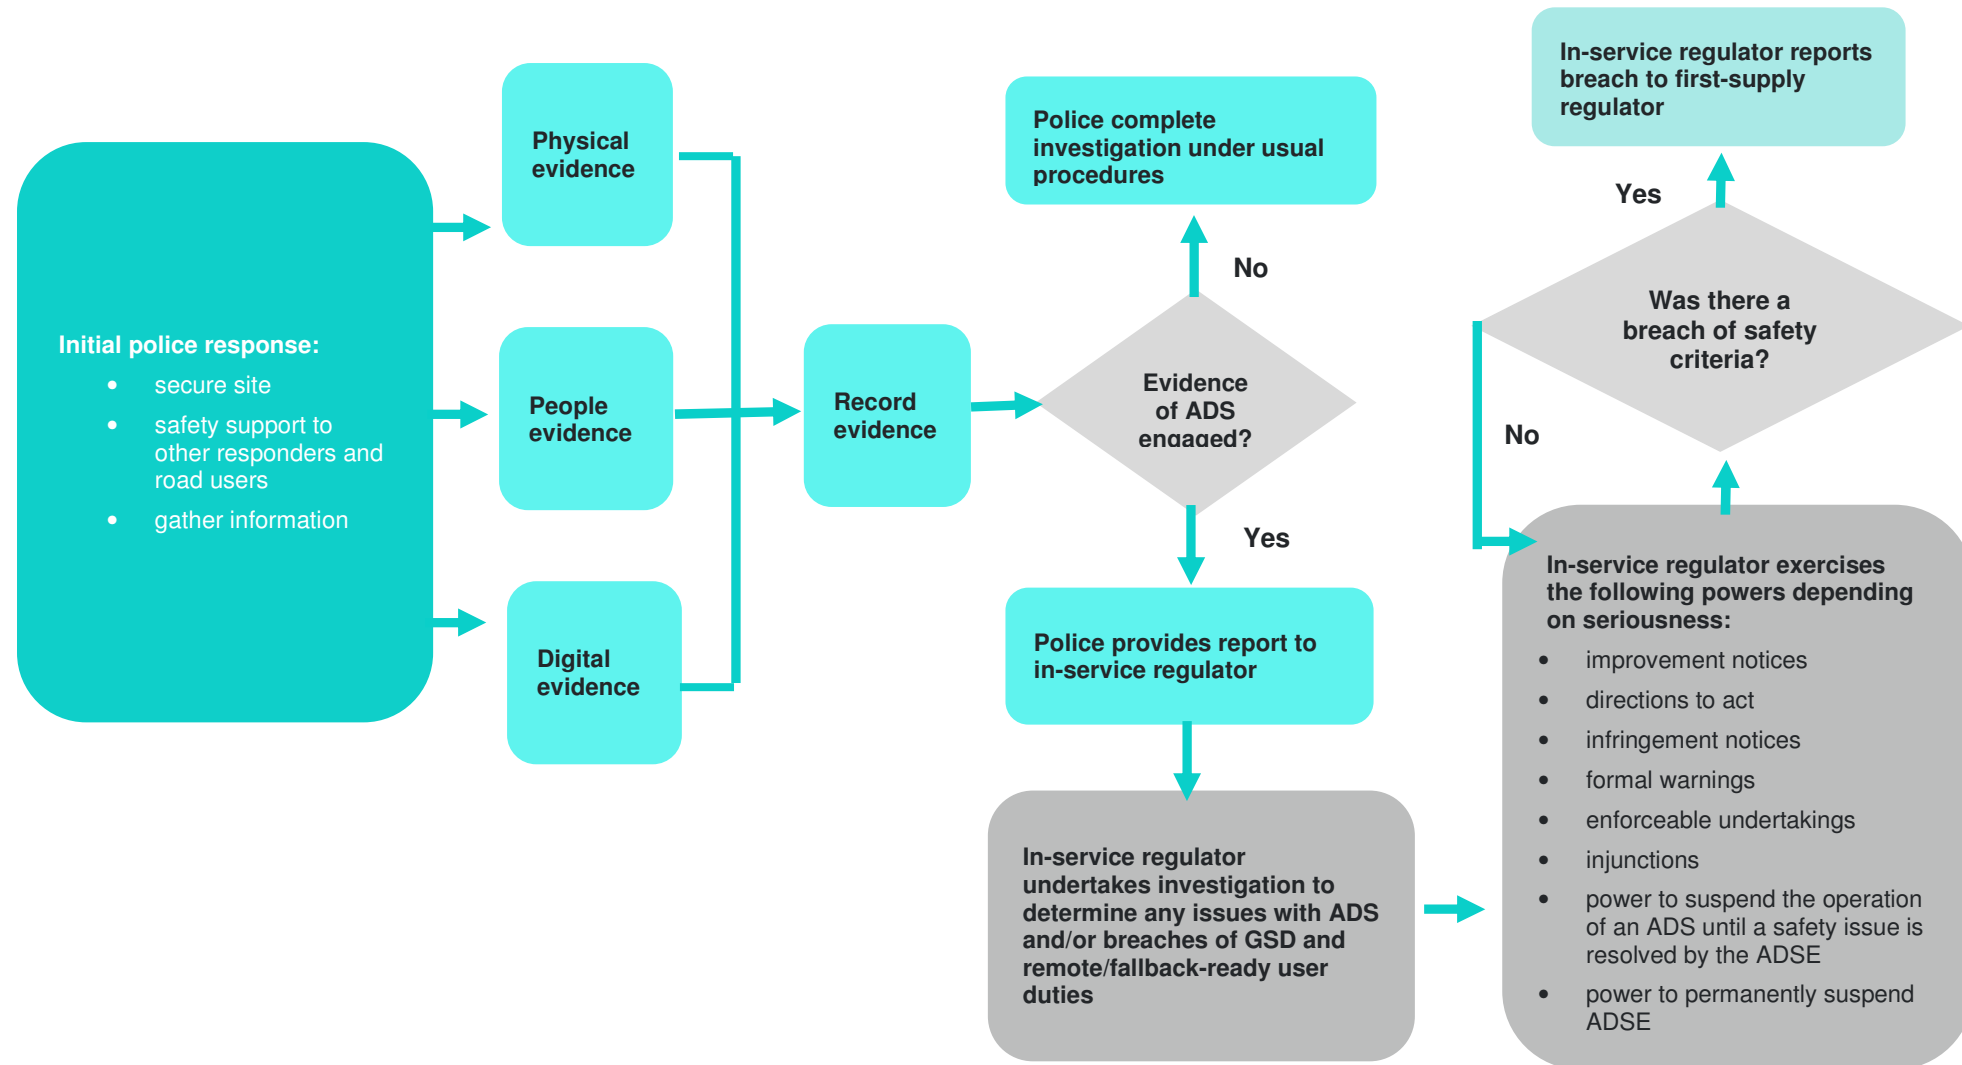 Initial police response:
• secure site
• safety support to
other responders and
road users
• gather information
Physical
evidence
People
evidence
Digital
evidence
Record
evidence
Police complete
investigation under usual
procedures
No
Evidence
of ADS
engaged?
Yes
Police provides report to
in-service regulator
In-service regulator
undertakes investigation to
determine any issues with ADS
and/or breaches of GSD and
remote/fallback-ready user
duties
In-service regulator reports
breach to first-supply
regulator
Yes
Was there a
breach of safety
criteria?
No
In-service regulator exercises
the following powers depending
on seriousness:
• improvement notices
• directions to act
• infringement notices
• formal warnings
• enforceable undertakings
• injunctions
• power to suspend the operation
of an ADS until a safety issue is
resolved by the ADSE
• power to permanently suspend
ADSE